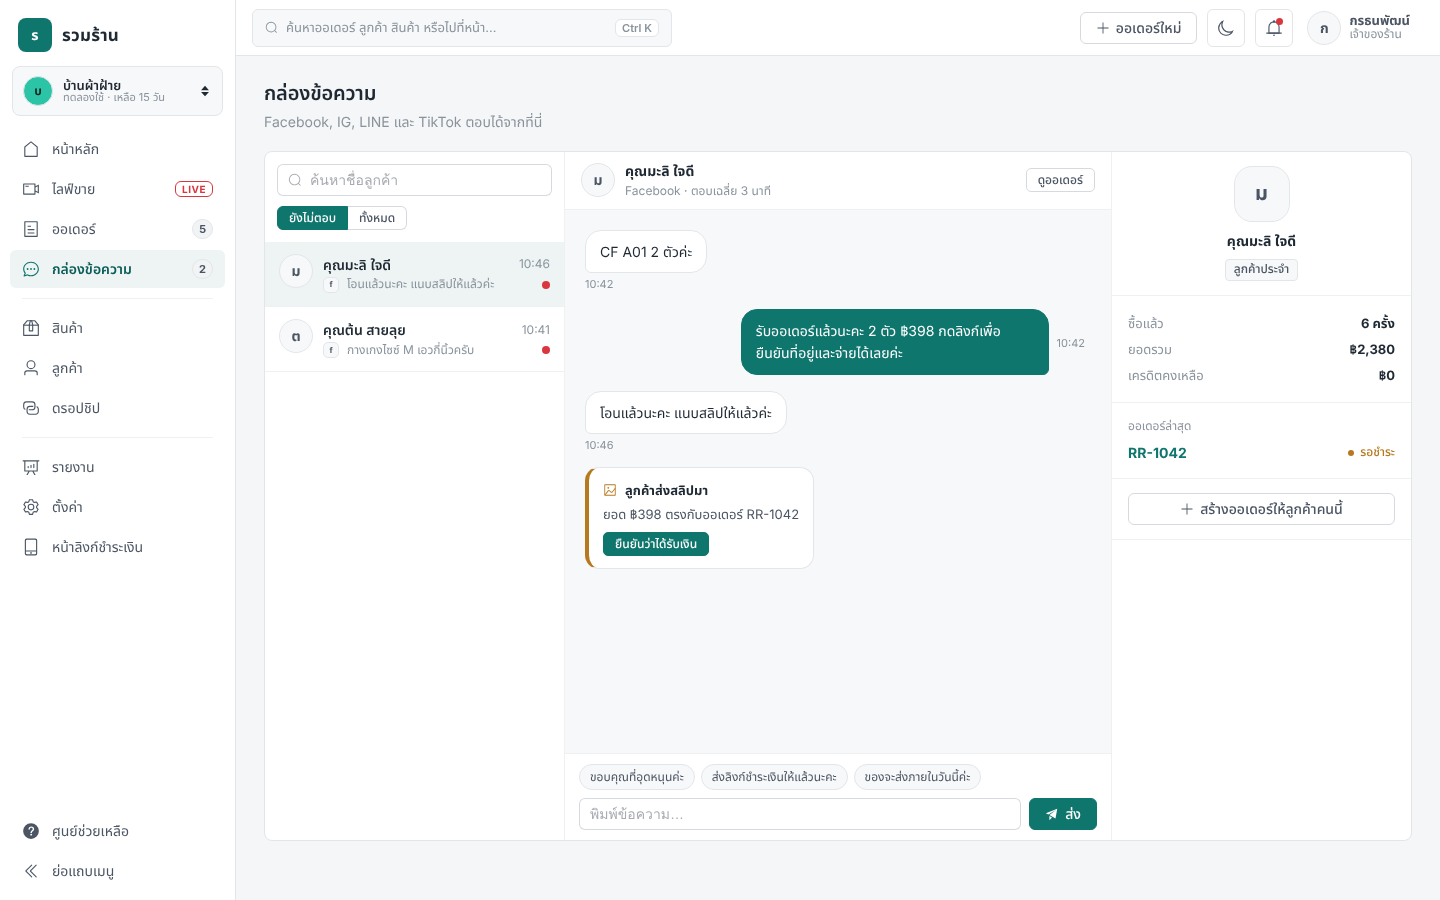 ร
รวมร้าน
บ
บ้านผ้าฝ้าย
ทดลองใช้ · เหลือ 15 วัน
หน้าหลัก
ไลฟ์ขาย
LIVE
ออเดอร์
5
กล่องข้อความ
2
สินค้า
ลูกค้า
ดรอปชิป
รายงาน
ตั้งค่า
หน้าลิงก์ชำระเงิน
ศูนย์ช่วยเหลือ
ย่อแถบเมนู
ค้นหาออเดอร์ ลูกค้า สินค้า หรือไปที่หน้า...
Ctrl K
ออเดอร์ใหม่
ก
กรธนพัฒน์
เจ้าของร้าน
กล่องข้อความ
Facebook, IG, LINE และ TikTok ตอบได้จากที่นี่
ค้นหาชื่อลูกค้า
ยังไม่ตอบ
ทั้งหมด
ม
คุณมะลิ ใจดี
10:46
f
โอนแล้วนะคะ แนบสลิปให้แล้วค่ะ
ต
คุณต้น สายลุย
10:41
f
กางเกงไซซ์ M เอวกี่นิ้วครับ
ม
คุณมะลิ ใจดี
Facebook · ตอบเฉลี่ย 3 นาที
ดูออเดอร์
CF A01 2 ตัวค่ะ
10:42
รับออเดอร์แล้วนะคะ 2 ตัว ฿398 กดลิงก์เพื่อ
ยืนยันที่อยู่และจ่ายได้เลยค่ะ
10:42
โอนแล้วนะคะ แนบสลิปให้แล้วค่ะ
10:46
ลูกค้าส่งสลิปมา
ยอด ฿398 ตรงกับออเดอร์ RR-1042
ยืนยันว่าได้รับเงิน
ขอบคุณที่อุดหนุนค่ะ
ส่งลิงก์ชำระเงินให้แล้วนะคะ
ของจะส่งภายในวันนี้ค่ะ
พิมพ์ข้อความ...
ส่ง
ม
คุณมะลิ ใจดี
ลูกค้าประจำ
ซื้อแล้ว
6 ครั้ง
ยอดรวม
฿2,380
เครดิตคงเหลือ
฿0
ออเดอร์ล่าสุด
RR-1042
รอชำระ
สร้างออเดอร์ให้ลูกค้าคนนี้